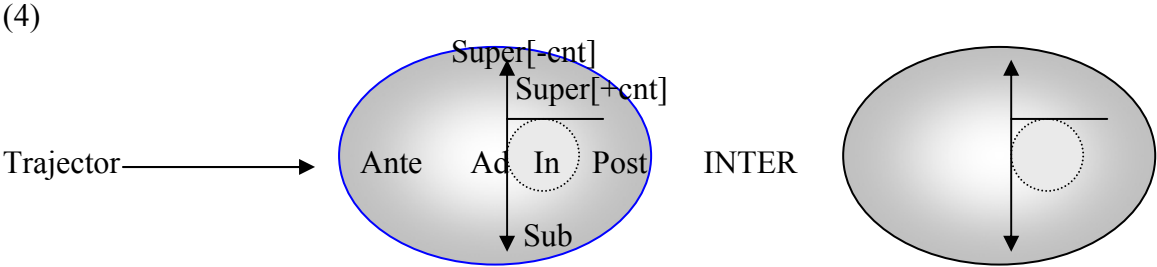 (4)
Super[-cnt]
Super[+cnt]
Trajector Ante Ad In Post INTER
Sub